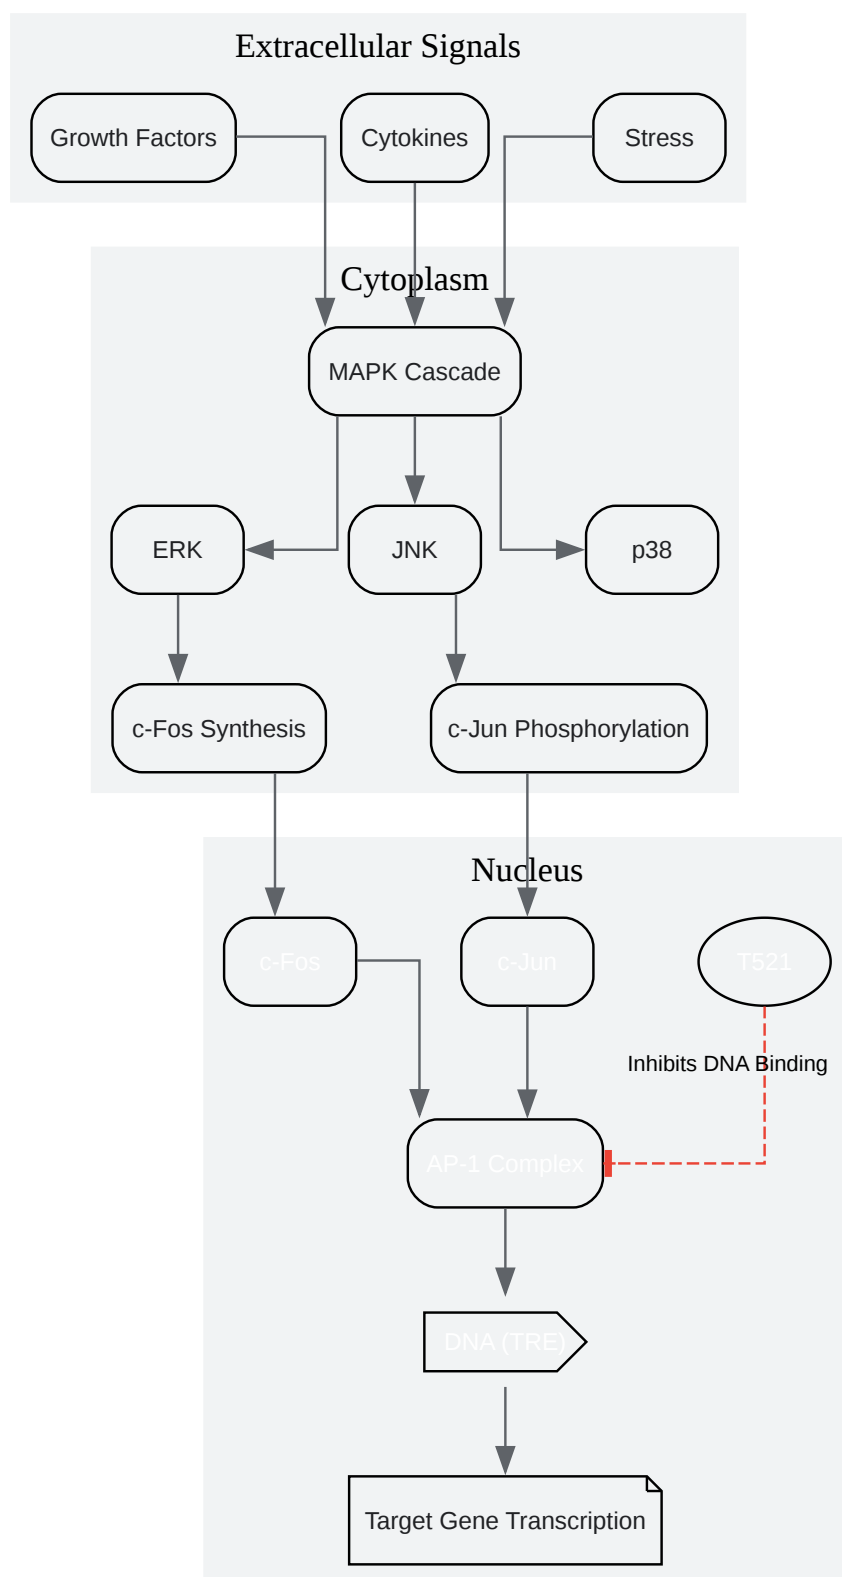 Extracellular Signals
Growth Factors
Cytokines
Stress
Cytoplasm
MAPK Cascade
ERK
JNK
p38
c-Fos Synthesis
c-Jun Phosphorylation
Nucleus
c-Fos
c-Jun
T521
Inhibits DNA Binding
AP-1 Complex
DNA (TRE)
Target Gene Transcription